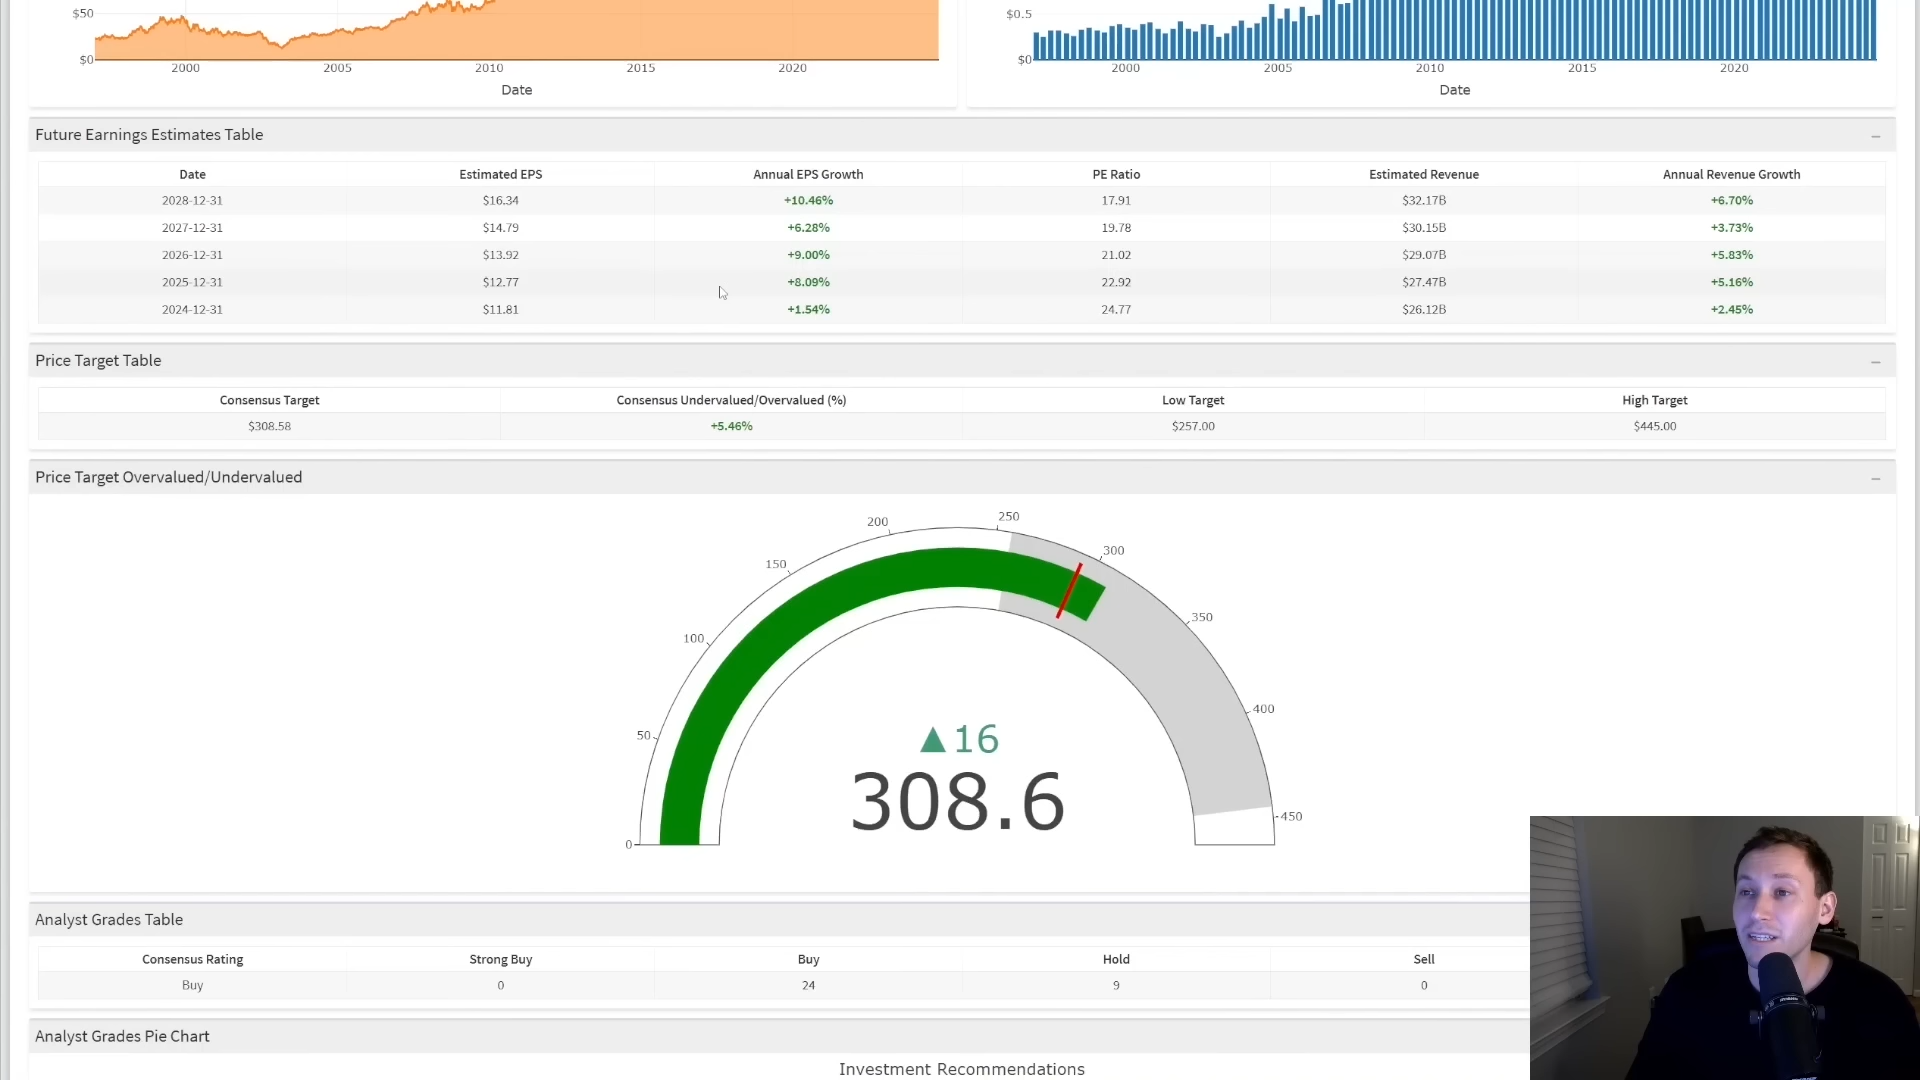 $50
$0
2000 2005 2010 2015 2020
Date
$0.5
$0
2000 2005 2010 2015 2020
Date
Future Earnings Estimates Table
Date Estimated EPS Annual EPS Growth PE Ratio Estimated Revenue Annual Revenue Growth
2028-12-31 $16.34 +10.46% 17.91 $32.17B +6.70%
2027-12-31 $14.79 +6.28% 19.78 $30.15B +3.73%
2026-12-31 $13.92 +9.00% 21.02 $29.07B +5.83%
2025-12-31 $12.77 +8.09% 22.92 $27.47B +5.16%
2024-12-31 $11.81 +1.54% 24.77 $26.12B +2.45%
Price Target Table
Consensus Target Consensus Undervalued/Overvalued (%) Low Target High Target
$308.58 +5.46% $257.00 $445.00
Price Target Overvalued/Undervalued
0
50
100
150
200
250
300
350
400
450
▲16
308.6
Analyst Grades Table
Consensus Rating Strong Buy Buy Hold Sell
Buy 0 24 9 0
Analyst Grades Pie Chart
Investment Recommendations